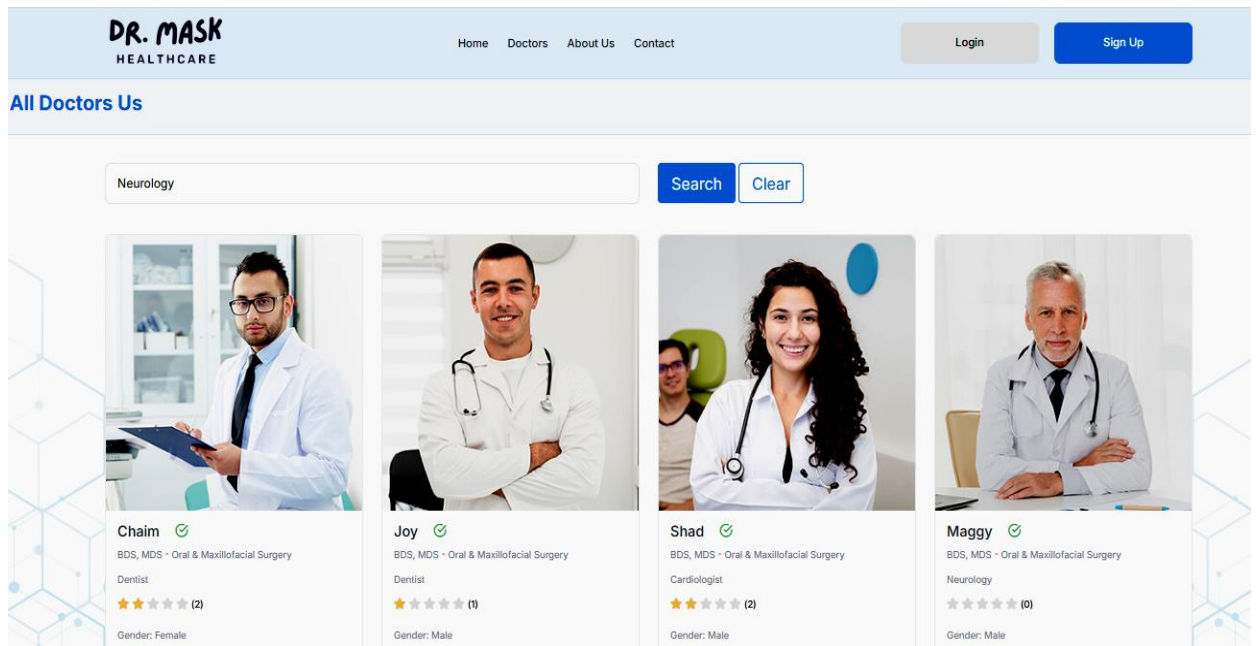 DR. MASK
HEALTHCARE
Home Doctors About Us Contact
Login
Sign Up
All Doctors Us
Neurology
Search
Clear
Chaim
BDS, MDS - Oral & Maxillofacial Surgery
Dentist
(2)
Gender: Female
Joy
BDS, MDS - Oral & Maxillofacial Surgery
Dentist
(1)
Gender: Male
Shad
BDS, MDS - Oral & Maxillofacial Surgery
Cardiologist
(2)
Gender: Male
Maggy
BDS, MDS - Oral & Maxillofacial Surgery
Neurology
(0)
Gender: Male